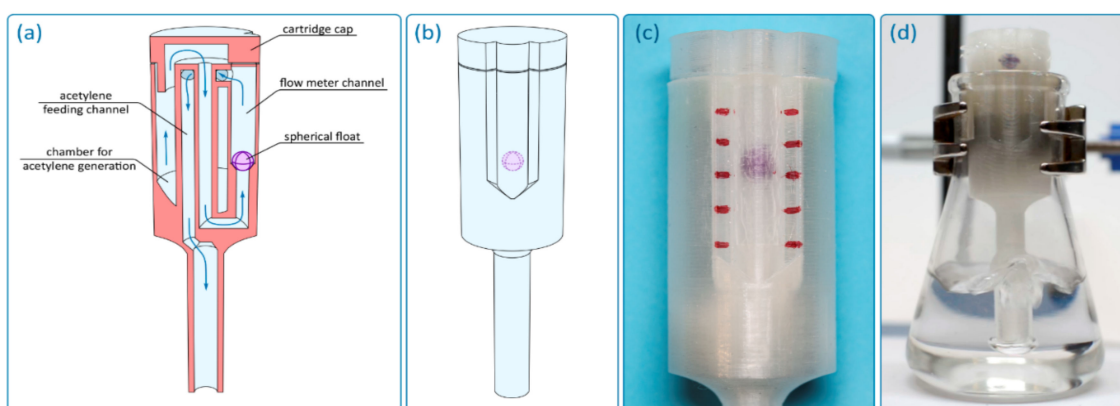 (a)
cartridge cap
acetylene
feeding channel
flow meter channel
spherical float
chamber for
acetylene generation
(b)
(c)
(d)